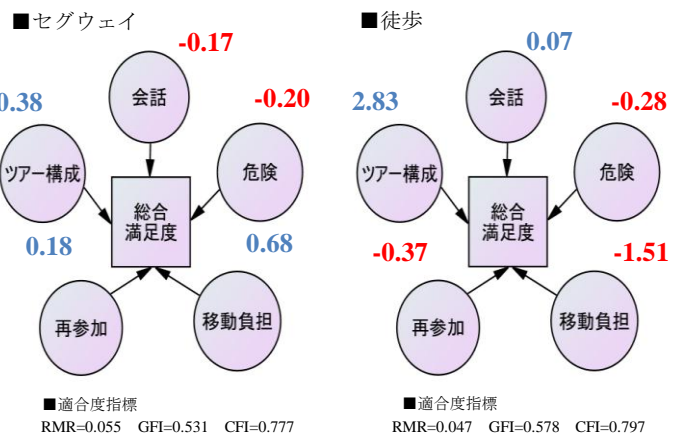 ■セグウェイ
-0.17
会話
0.38
-0.20
ツアー構成
危険
総合
満足度
0.18
0.68
再参加
移動負担
■適合度指標
RMR=0.055 GFI=0.531 CFI=0.777
■徒歩
0.07
会話
2.83
-0.28
ツアー構成
危険
総合
満足度
-0.37
-1.51
再参加
移動負担
■適合度指標
RMR=0.047 GFI=0.578 CFI=0.797